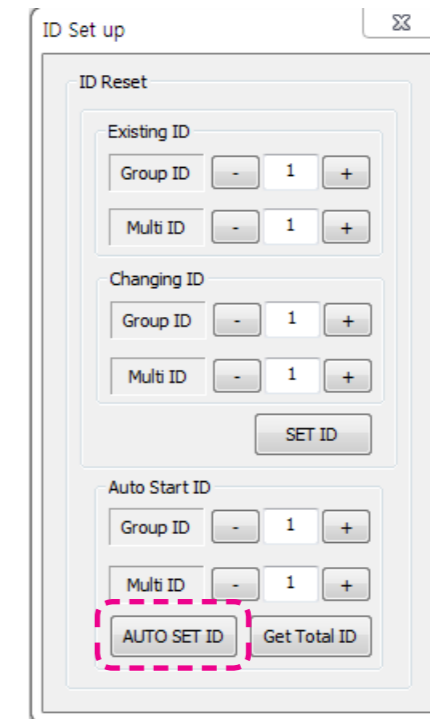 ID Set up
ID Reset
Existing ID
Group ID - 1 +
Multi ID - 1 +
Changing ID
Group ID - 1 +
Multi ID - 1 +
SET ID
Auto Start ID
Group ID - 1 +
Multi ID - 1 +
AUTO SET ID Get Total ID